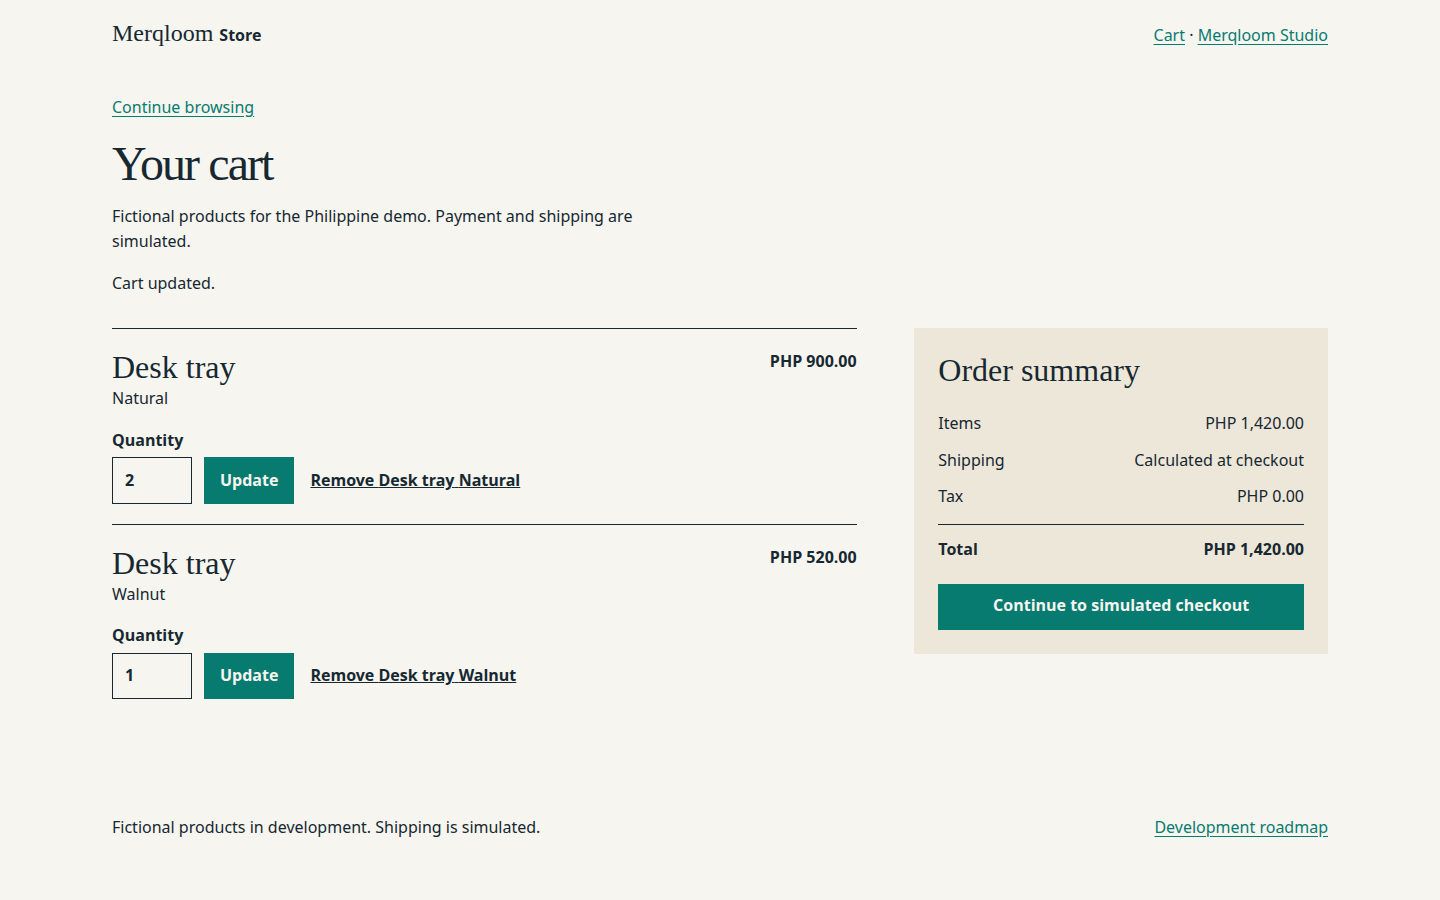 Merqloom Store
Cart · Merqloom Studio
Continue browsing
Your cart
Fictional products for the Philippine demo. Payment and shipping are
simulated.
Cart updated.
Desk tray
PHP 900.00
Natural
Quantity
2
Update
Remove Desk tray Natural
Desk tray
PHP 520.00
Walnut
Quantity
1
Update
Remove Desk tray Walnut
Order summary
Items PHP 1,420.00
Shipping Calculated at checkout
Tax PHP 0.00
Total PHP 1,420.00
Continue to simulated checkout
Fictional products in development. Shipping is simulated.
Development roadmap